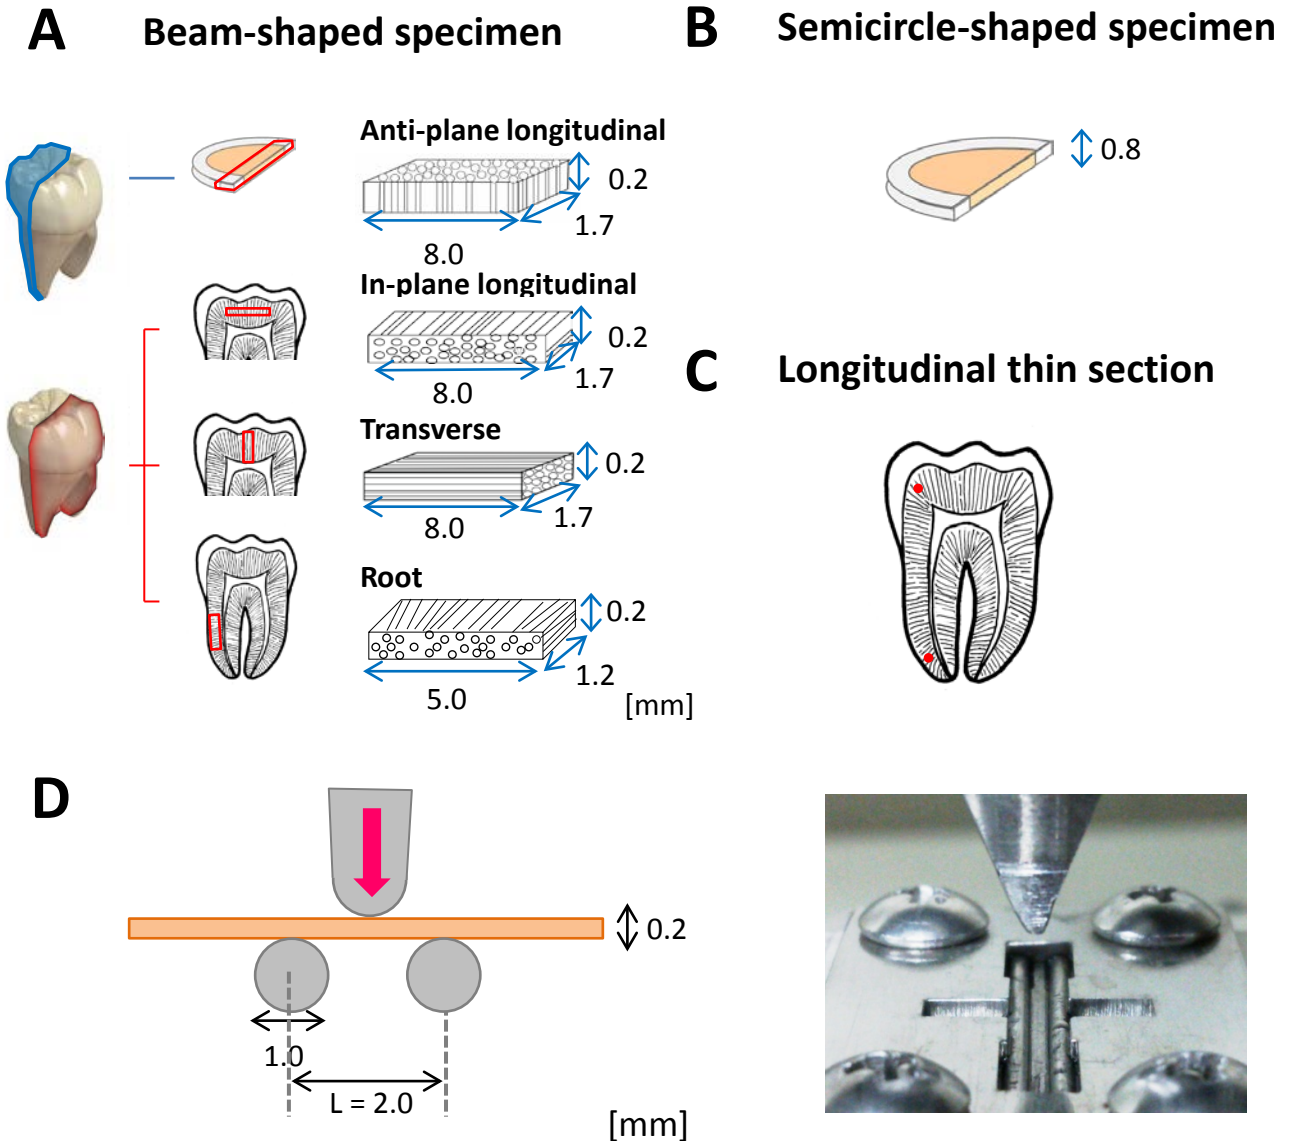 A Beam-shaped specimen
Anti-plane longitudinal
0.2
1.7
8.0
In-plane longitudinal
0.2
1.7
8.0
Transverse
0.2
1.7
8.0
Root
0.2
1.2
5.0
[mm]
B Semicircle-shaped specimen
0.8
C Longitudinal thin section
D
0.2
1.0
L = 2.0
[mm]